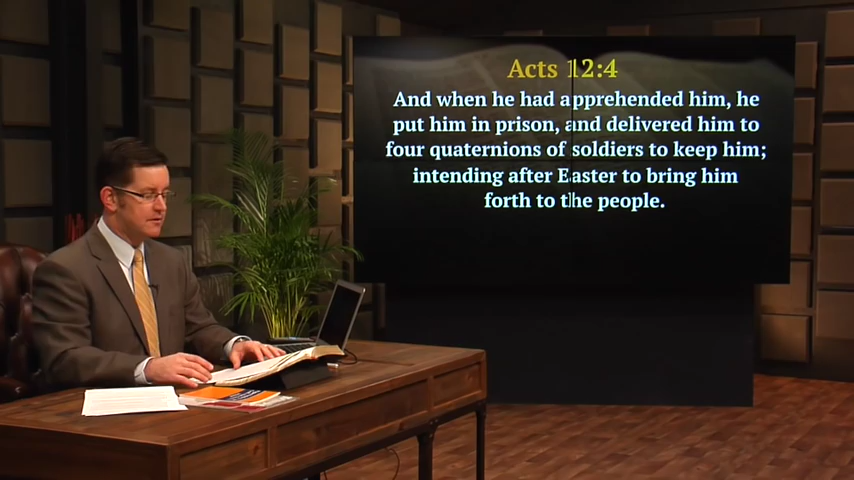 Acts 12:4
And when he had apprehended him, he
put him in prison, and delivered him to
four quaternions of soldiers to keep him;
intending after Easter to bring him
forth to the people.